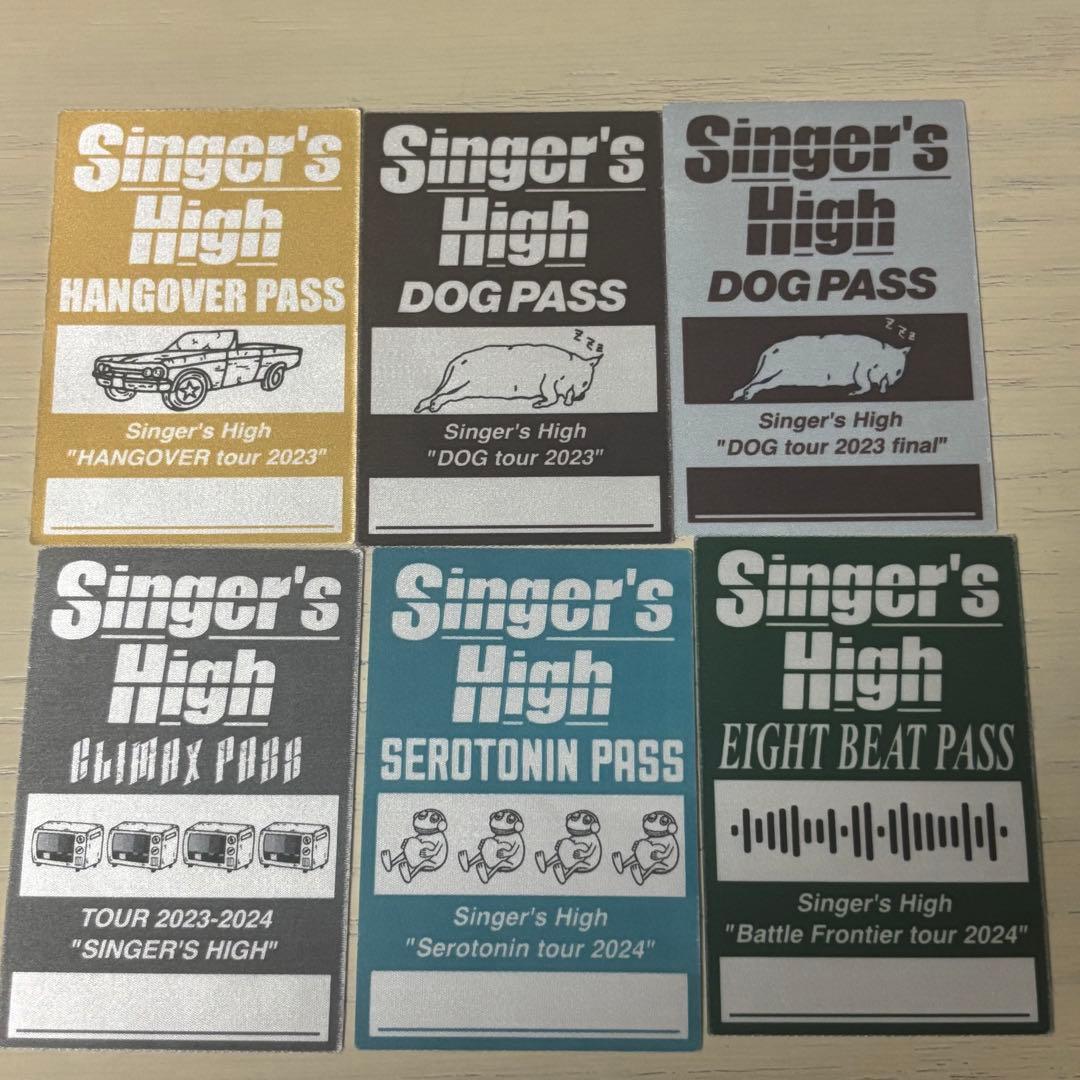 Singer's
High
HANGOVER PASS
Singer's High
"HANGOVER tour 2023"
Singer's
High
DOG PASS
z z z
Singer's High
"DOG tour 2023"
Singer's
High
DOG PASS
z z z
Singer's High
"DOG tour 2023 final"
Singer's
High
CLIMAX PASS
TOUR 2023-2024
"SINGER'S HIGH"
Singer's
High
SEROTONIN PASS
Singer's High
"Serotonin tour 2024"
Singer's
High
EIGHT BEAT PASS
Singer's High
"Battle Frontier tour 2024"